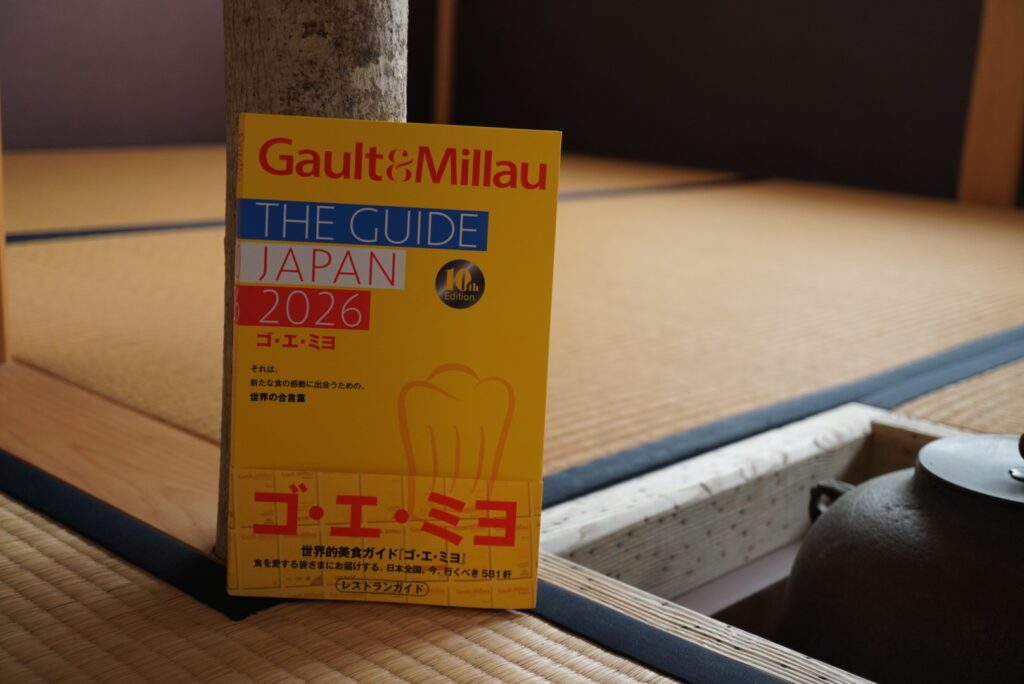 Gault&Millau
THE GUIDE
JAPAN
10th
Edition
2026
ゴ・エ・ミヨ
それは、
新たな食の感動に出会うための、
世界の合言葉
ゴ・エ・ミヨ
世界的美食ガイド「ゴ・エ・ミヨ」
食を愛する皆さまにお届けする、日本全国、今、行くべき581軒
レストランガイド